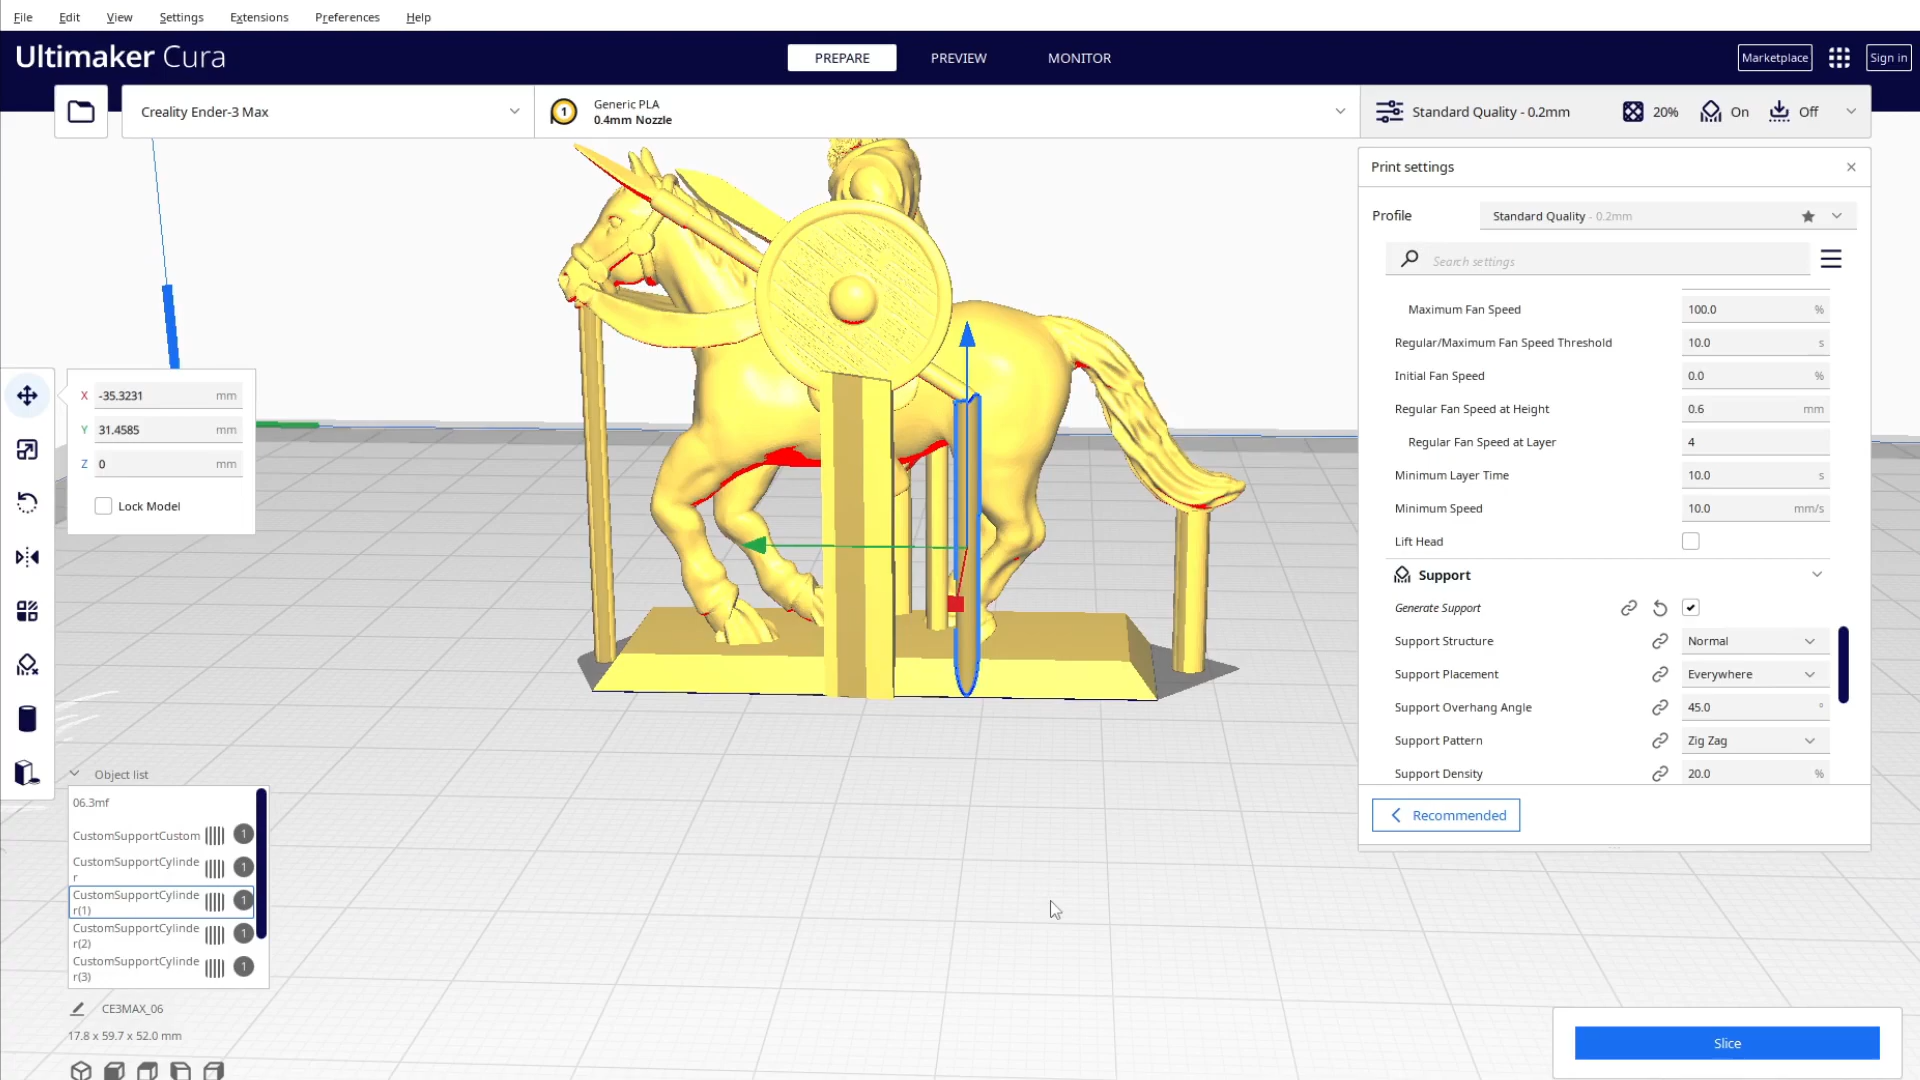 File Edit View Settings Extensions Preferences Help
Ultimaker Cura
PREPARE
PREVIEW
MONITOR
Marketplace
Sign in
Creality Ender-3 Max
1
Generic PLA
0.4mm Nozzle
Standard Quality - 0.2mm
20%
On
Off
Print settings
Profile
Standard Quality - 0.2mm
Search settings
Maximum Fan Speed 100.0 %
Regular/Maximum Fan Speed Threshold 10.0 s
Initial Fan Speed 0.0 %
Regular Fan Speed at Height 0.6 mm
Regular Fan Speed at Layer 4
Minimum Layer Time 10.0 s
Minimum Speed 10.0 mm/s
Lift Head
Support
Generate Support
Support Structure Normal
Support Placement Everywhere
Support Overhang Angle 45.0 °
Support Pattern Zig Zag
Support Density 20.0 %
Recommended
X -35.3231 mm
Y 31.4585 mm
Z 0 mm
Lock Model
Object list
06.3mf
CustomSupportCustom 1
CustomSupportCylinde
r 1
CustomSupportCylinde
r(1) 1
CustomSupportCylinde
r(2) 1
CustomSupportCylinde
r(3) 1
CE3MAX_06
17.8 x 59.7 x 52.0 mm
Slice